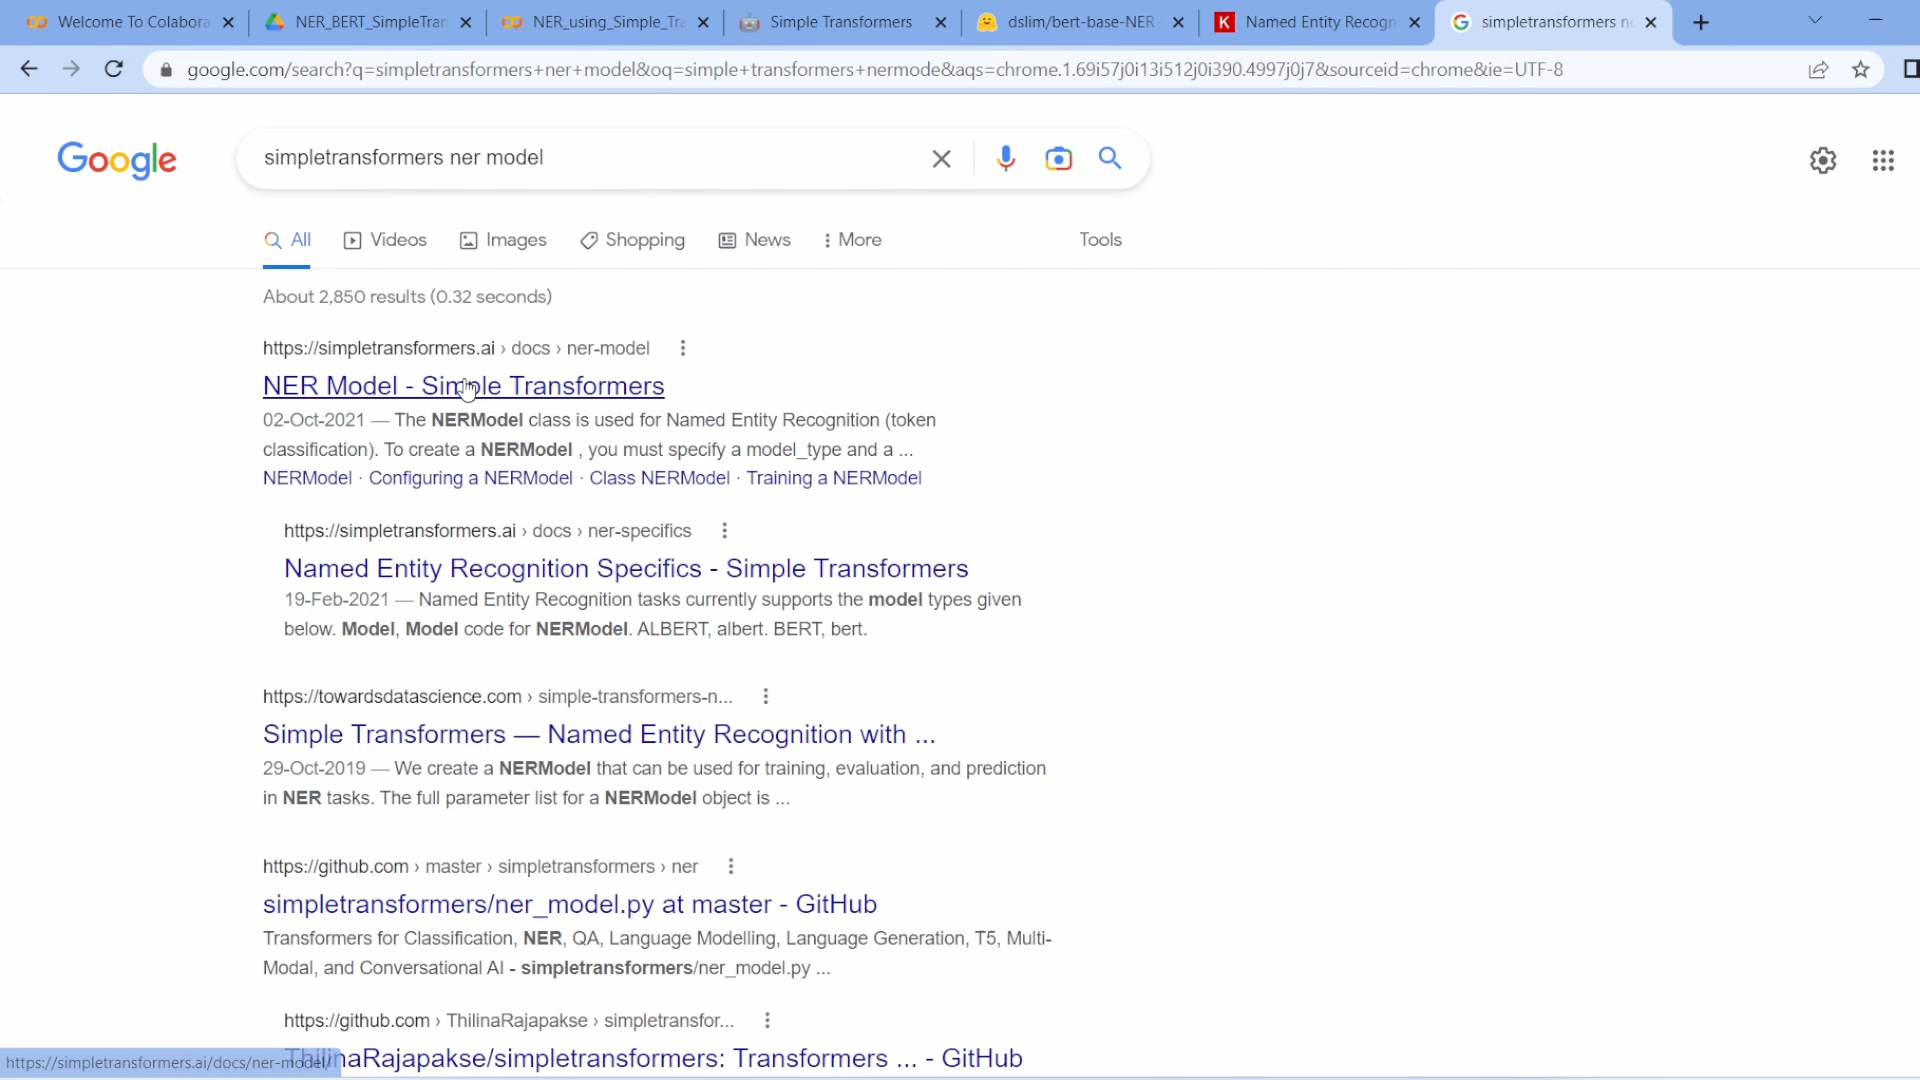 Welcome To Colabora
NER_BERT_SimpleTran
NER_using_Simple_Tra
Simple Transformers
dslim/bert-base-NER
K Named Entity Recogn
simpletransformers ne
google.com/search?q=simpletransformers+ner+model&oq=simple+transformers+nermode&aqs=chrome.1.69i57j0i13i512j0i390.4997j0j7&sourceid=chrome&ie=UTF-8
Google
simpletransformers ner model
All
Videos
Images
Shopping
News
More
Tools
About 2,850 results (0.32 seconds)
https://simpletransformers.ai › docs › ner-model
NER Model - Simple Transformers
02-Oct-2021 — The NERModel class is used for Named Entity Recognition (token
classification). To create a NERModel , you must specify a model_type and a ...
NERModel · Configuring a NERModel · Class NERModel · Training a NERModel
https://simpletransformers.ai › docs › ner-specifics
Named Entity Recognition Specifics - Simple Transformers
19-Feb-2021 — Named Entity Recognition tasks currently supports the model types given
below. Model, Model code for NERModel. ALBERT, albert. BERT, bert.
https://towardsdatascience.com › simple-transformers-n...
Simple Transformers — Named Entity Recognition with ...
29-Oct-2019 — We create a NERModel that can be used for training, evaluation, and prediction
in NER tasks. The full parameter list for a NERModel object is ...
https://github.com › master › simpletransformers › ner
simpletransformers/ner_model.py at master - GitHub
Transformers for Classification, NER, QA, Language Modelling, Language Generation, T5, Multi-
Modal, and Conversational AI - simpletransformers/ner_model.py ...
https://github.com › ThilinaRajapakse › simpletransfor...
ThilinaRajapakse/simpletransformers: Transformers ... - GitHub
https://simpletransformers.ai/docs/ner-model/